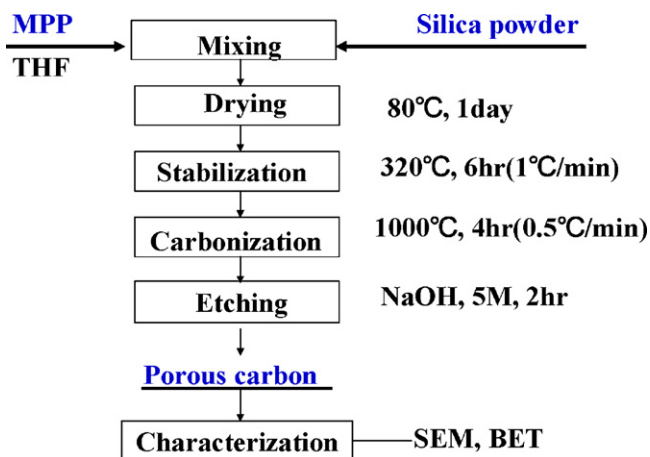 MPP
Silica powder
THF
Mixing
Drying
80℃, 1day
Stabilization
320℃, 6hr(1℃/min)
Carbonization
1000℃, 4hr(0.5℃/min)
Etching
NaOH, 5M, 2hr
Porous carbon
Characterization
SEM, BET